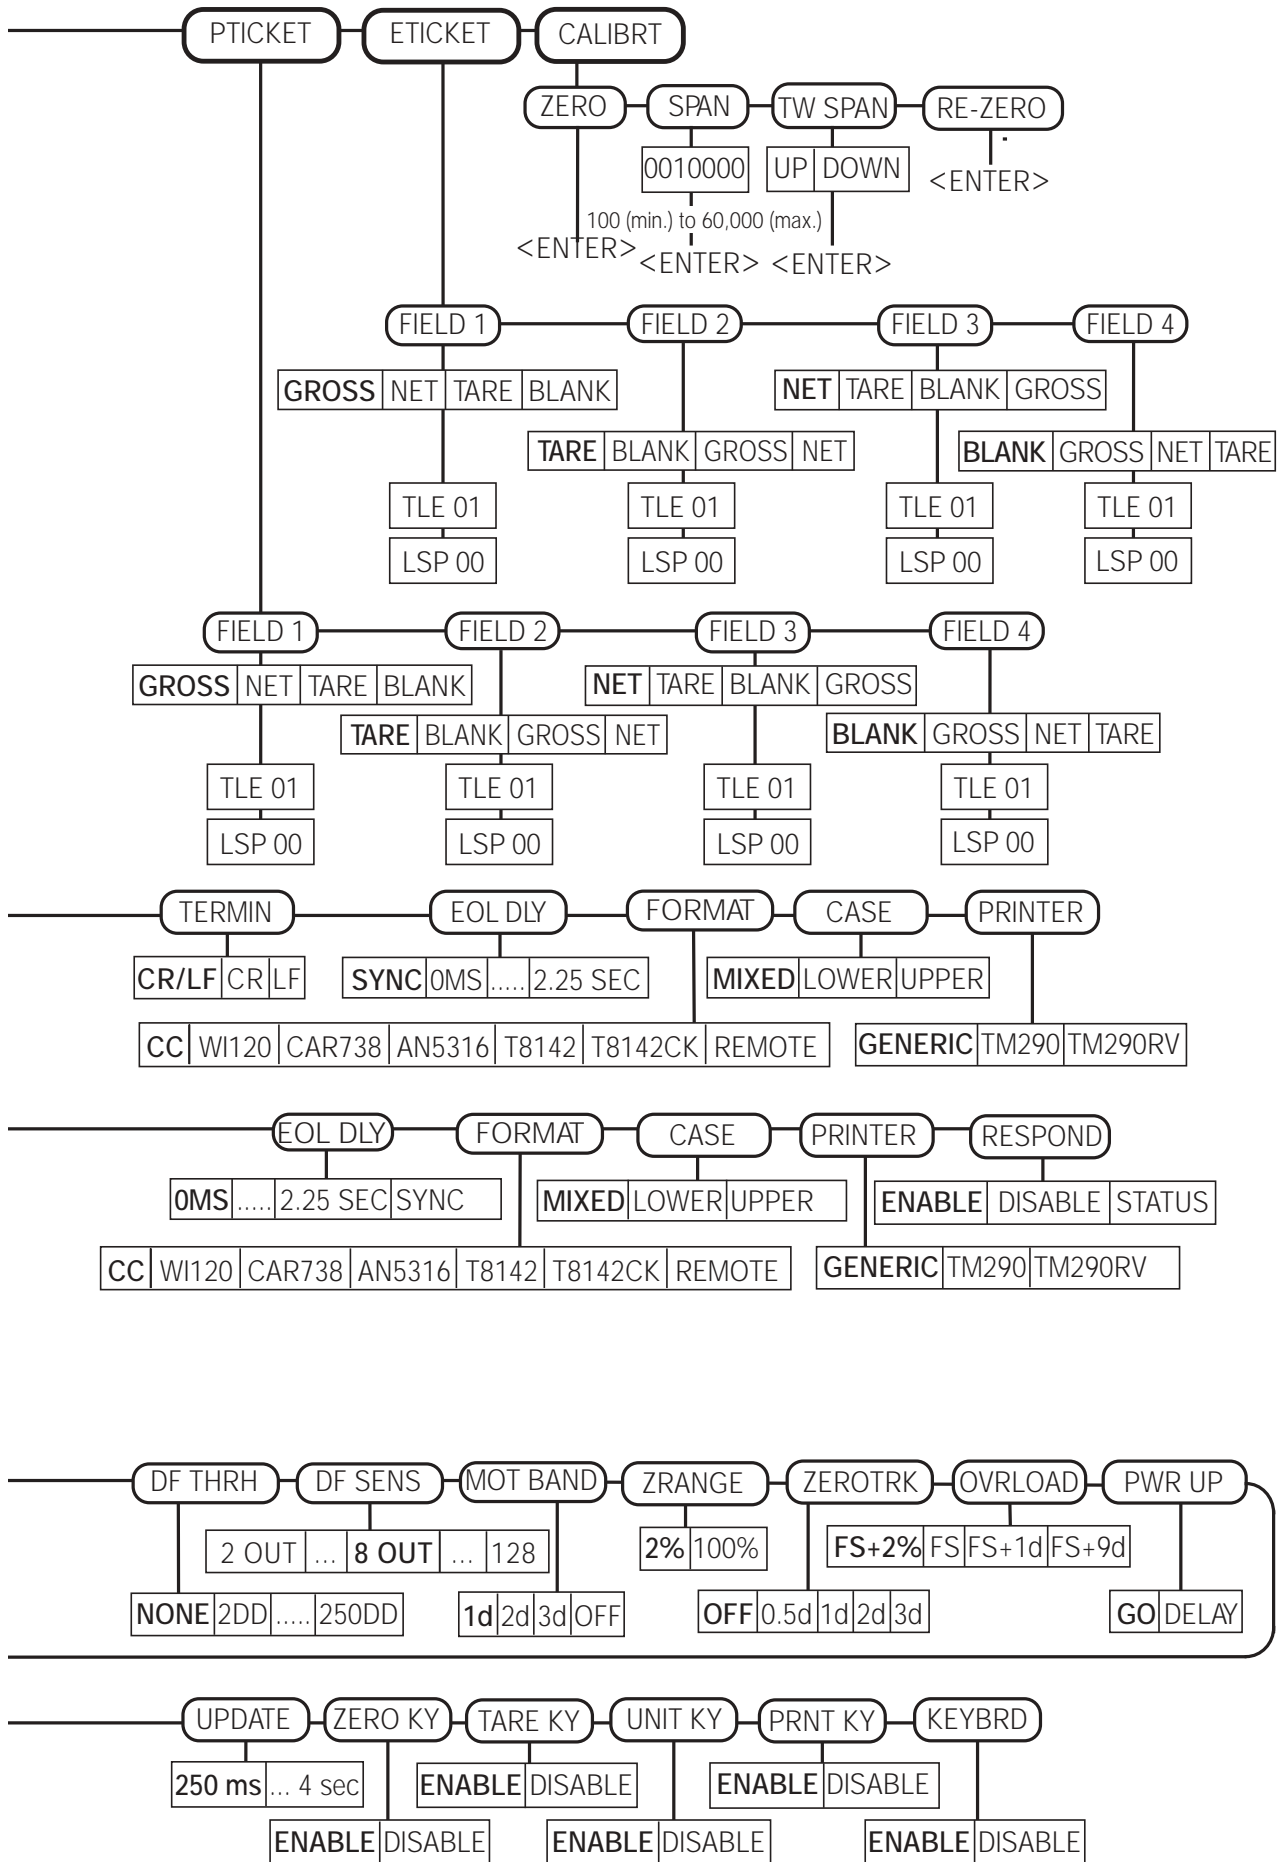 PTICKET ETICKET CALIBRT
ZERO SPAN TW SPAN RE-ZERO
0010000 UP DOWN <ENTER>
100 (min.) to 60,000 (max.)
<ENTER> <ENTER> <ENTER>
FIELD 1 FIELD 2 FIELD 3 FIELD 4
GROSS NET TARE BLANK NET TARE BLANK GROSS
TARE BLANK GROSS NET BLANK GROSS NET TARE
TLE 01 TLE 01 TLE 01 TLE 01
LSP 00 LSP 00 LSP 00 LSP 00
FIELD 1 FIELD 2 FIELD 3 FIELD 4
GROSS NET TARE BLANK NET TARE BLANK GROSS
TARE BLANK GROSS NET BLANK GROSS NET TARE
TLE 01 TLE 01 TLE 01 TLE 01
LSP 00 LSP 00 LSP 00 LSP 00
TERMIN EOL DLY FORMAT CASE PRINTER
CR/LF CR LF SYNC 0MS ..... 2.25 SEC MIXED LOWER UPPER
CC WI120 CAR738 AN5316 T8142 T8142CK REMOTE GENERIC TM290 TM290RV
EOL DLY FORMAT CASE PRINTER RESPOND
0MS ..... 2.25 SEC SYNC MIXED LOWER UPPER ENABLE DISABLE STATUS
CC WI120 CAR738 AN5316 T8142 T8142CK REMOTE GENERIC TM290 TM290RV
DF THRH DF SENS MOT BAND ZRANGE ZEROTRK OVRLOAD PWR UP
2 OUT ... 8 OUT ... 128 2% 100% FS+2% FS FS+1d FS+9d
NONE 2DD ..... 250DD 1d 2d 3d OFF OFF 0.5d 1d 2d 3d GO DELAY
UPDATE ZERO KY TARE KY UNIT KY PRNT KY KEYBRD
250 ms ... 4 sec ENABLE DISABLE ENABLE DISABLE
ENABLE DISABLE ENABLE DISABLE ENABLE DISABLE